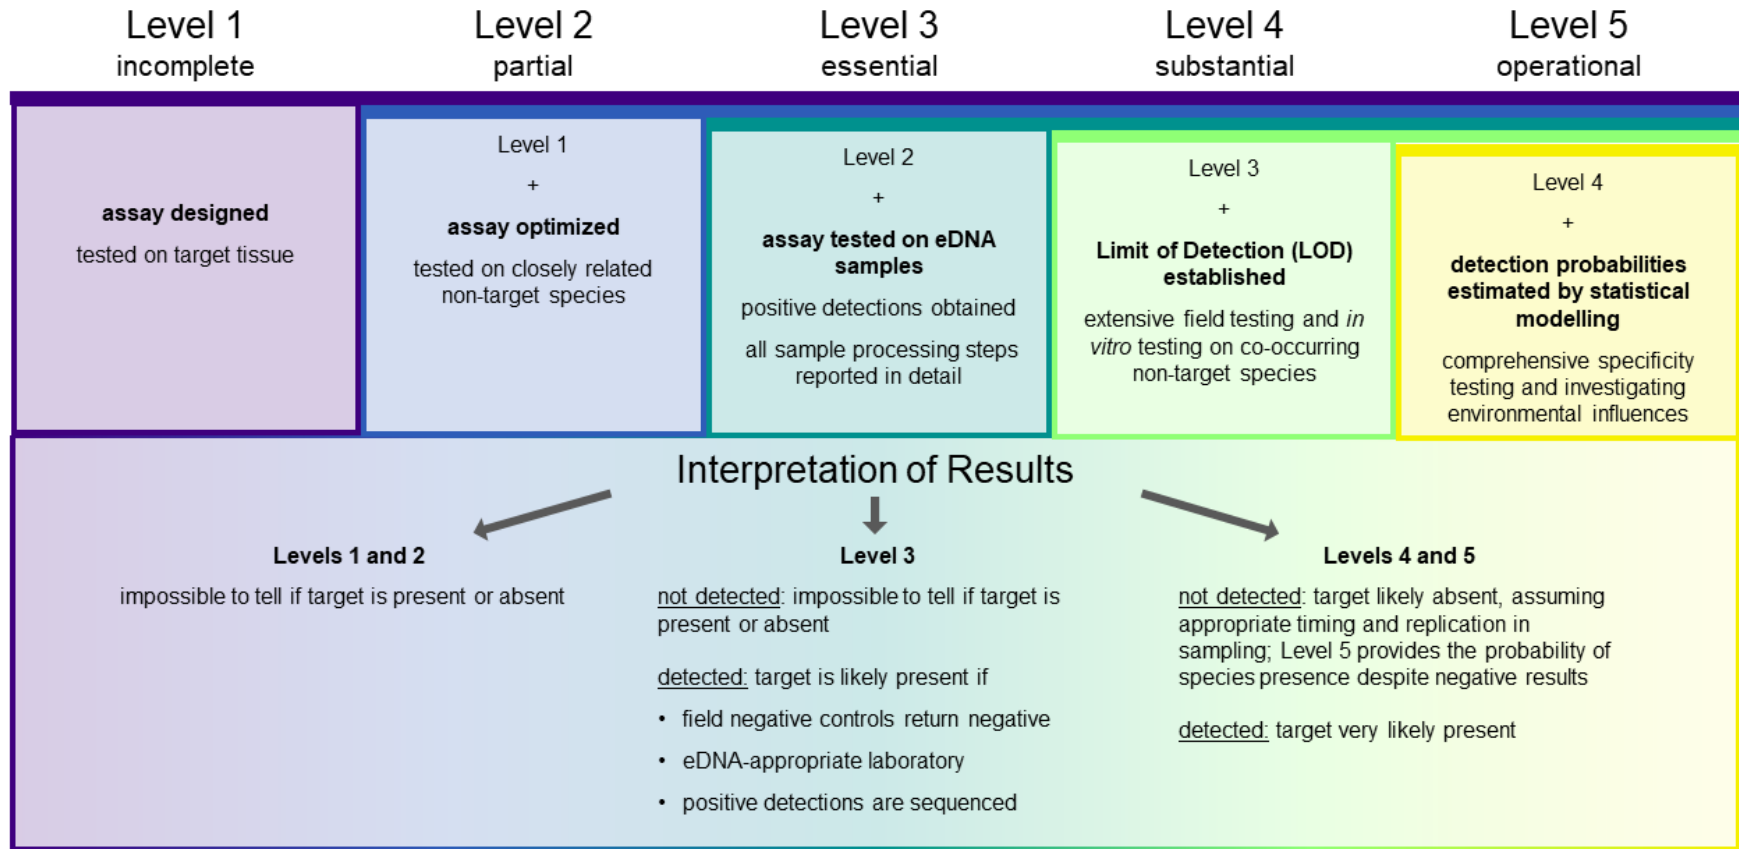 Level 1
incomplete
Level 2
partial
Level 3
essential
Level 4
substantial
Level 5
operational
assay designed
tested on target tissue
Level 1
+
assay optimized
tested on closely related
non-target species
Level 2
+
assay tested on eDNA
samples
positive detections obtained
all sample processing steps
reported in detail
Level 3
+
Limit of Detection (LOD)
established
extensive field testing and in
vitro testing on co-occurring
non-target species
Level 4
+
detection probabilities
estimated by statistical
modelling
comprehensive specificity
testing and investigating
environmental influences
Interpretation of Results
Levels 1 and 2
impossible to tell if target is present or absent
Level 3
not detected: impossible to tell if target is
present or absent
detected: target is likely present if
• field negative controls return negative
• eDNA-appropriate laboratory
• positive detections are sequenced
Levels 4 and 5
not detected: target likely absent, assuming
appropriate timing and replication in
sampling; Level 5 provides the probability of
species presence despite negative results
detected: target very likely present